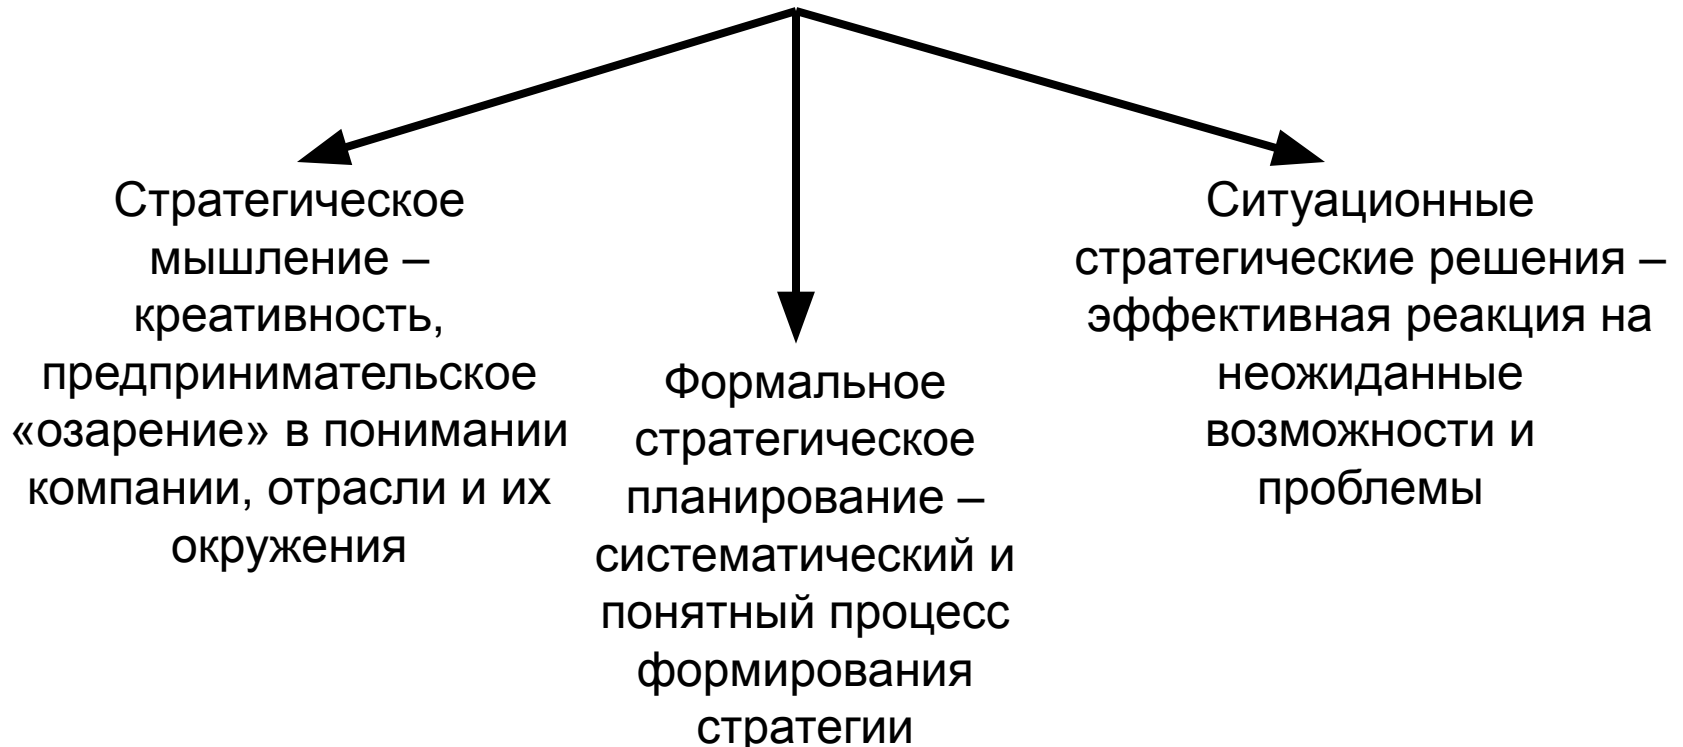 Стратегическое
мышление –
креативность,
предпринимательское
«озарение» в понимании
компании, отрасли и их
окружения
Формальное
стратегическое
планирование –
систематический и
понятный процесс
формирования
стратегии
Ситуационные
стратегические решения –
эффективная реакция на
неожиданные
возможности и
проблемы